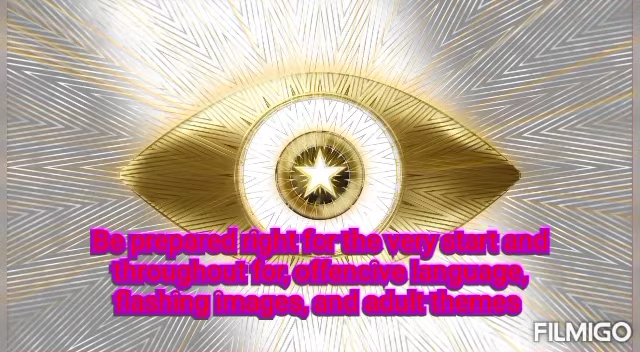 Be prepared right for the very start and
throughout for, offensive language,
flashing images, and adult themes
FILMIGO